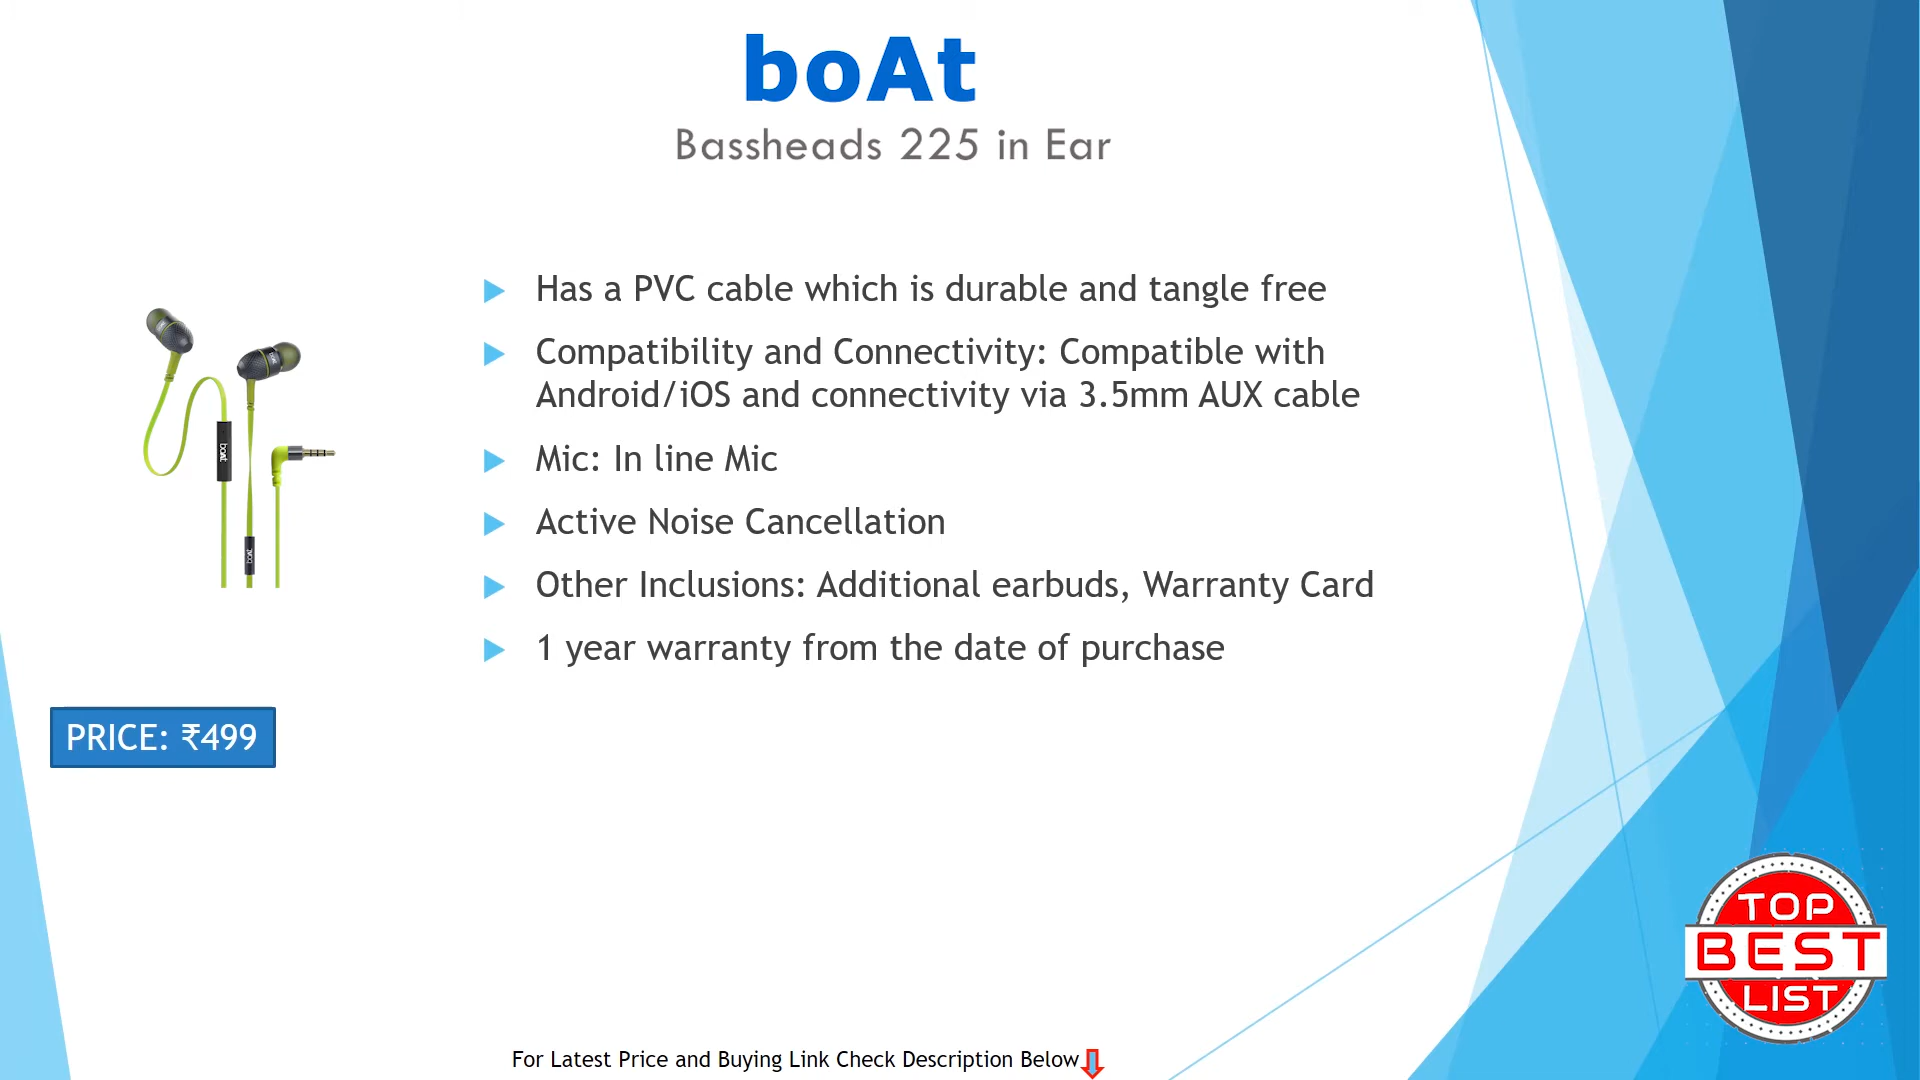 boAt
Bassheads 225 in Ear
Has a PVC cable which is durable and tangle free
Compatibility and Connectivity: Compatible with
Android/iOS and connectivity via 3.5mm AUX cable
Mic: In line Mic
Active Noise Cancellation
Other Inclusions: Additional earbuds, Warranty Card
1 year warranty from the date of purchase
boAt
boAt
PRICE: ₹499
TOP
BEST
LIST
For Latest Price and Buying Link Check Description Below